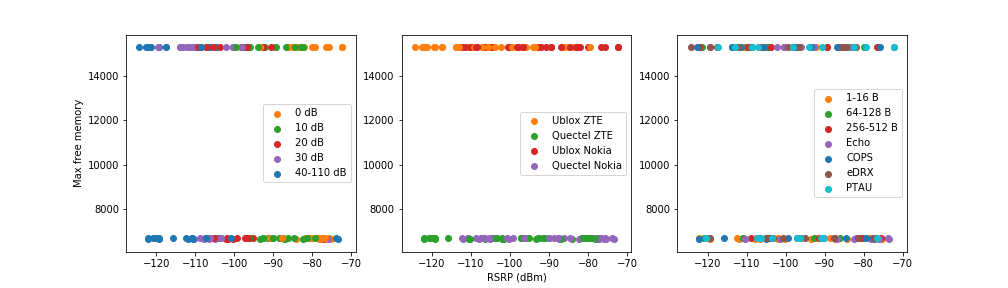 Max free memory
14000
12000
10000
8000
−120
−110
−100
−90
−80
−70
0 dB
10 dB
20 dB
30 dB
40-110 dB
14000
12000
10000
8000
−120
−110
−100
−90
−80
−70
RSRP (dBm)
Ublox ZTE
Quectel ZTE
Ublox Nokia
Quectel Nokia
14000
12000
10000
8000
−120
−110
−100
−90
−80
−70
1-16 B
64-128 B
256-512 B
Echo
COPS
eDRX
PTAU